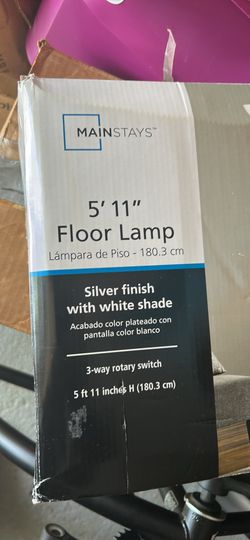 MAINSTAYS™
5' 11"
Floor Lamp
Lámpara de Piso - 180.3 cm
Silver finish
with white shade
Acabado color plateado con
pantalla color blanco
3-way rotary switch
5 ft 11 inches H (180.3 cm)